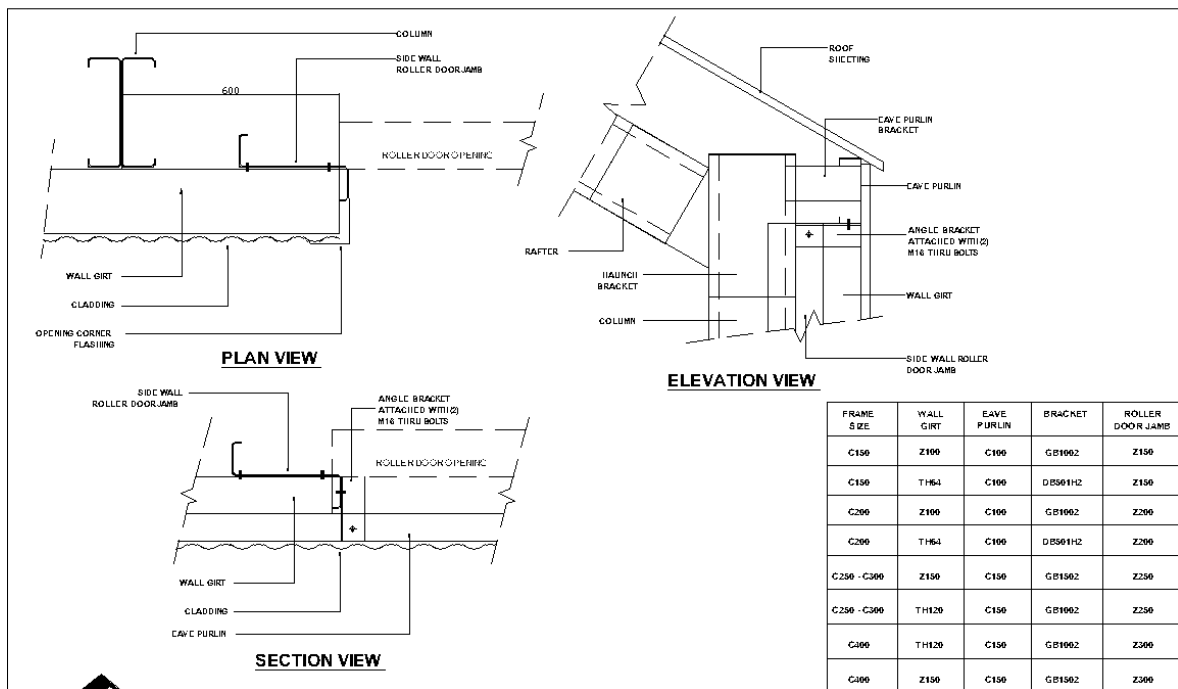 COLUMN
SIDE WALL
ROLLER DOOR JAMB
600
ROLLER DOOR OPENING
WALL GIRT
CLADDING
OPENING CORNER
FLASHING
PLAN VIEW
ROOF
SHEETING
EAVE PURLIN
BRACKET
EAVE PURLIN
ANGLE BRACKET
ATTACHED WITH (2)
M16 THRU BOLTS
RAFTER
HAUNCH
BRACKET
WALL GIRT
COLUMN
SIDE WALL ROLLER
DOOR JAMB
ELEVATION VIEW
SIDE WALL
ROLLER DOOR JAMB
ANGLE BRACKET
ATTACHED WITH (2)
M16 THRU BOLTS
ROLLER DOOR OPENING
WALL GIRT
CLADDING
EAVE PURLIN
SECTION VIEW
FRAME SIZE WALL GIRT EAVE PURLIN BRACKET ROLLER DOOR JAMB
C150 Z100 C100 GB1002 Z150
C150 TH64 C100 DBS01H2 Z150
C200 Z100 C100 GB1002 Z200
C200 TH64 C100 DBS01H2 Z200
C250 - C300 Z150 C150 GB1502 Z250
C250 - C300 TH120 C150 GB1002 Z250
C400 TH120 C150 GB1002 Z300
C400 Z150 C150 GB1502 Z300